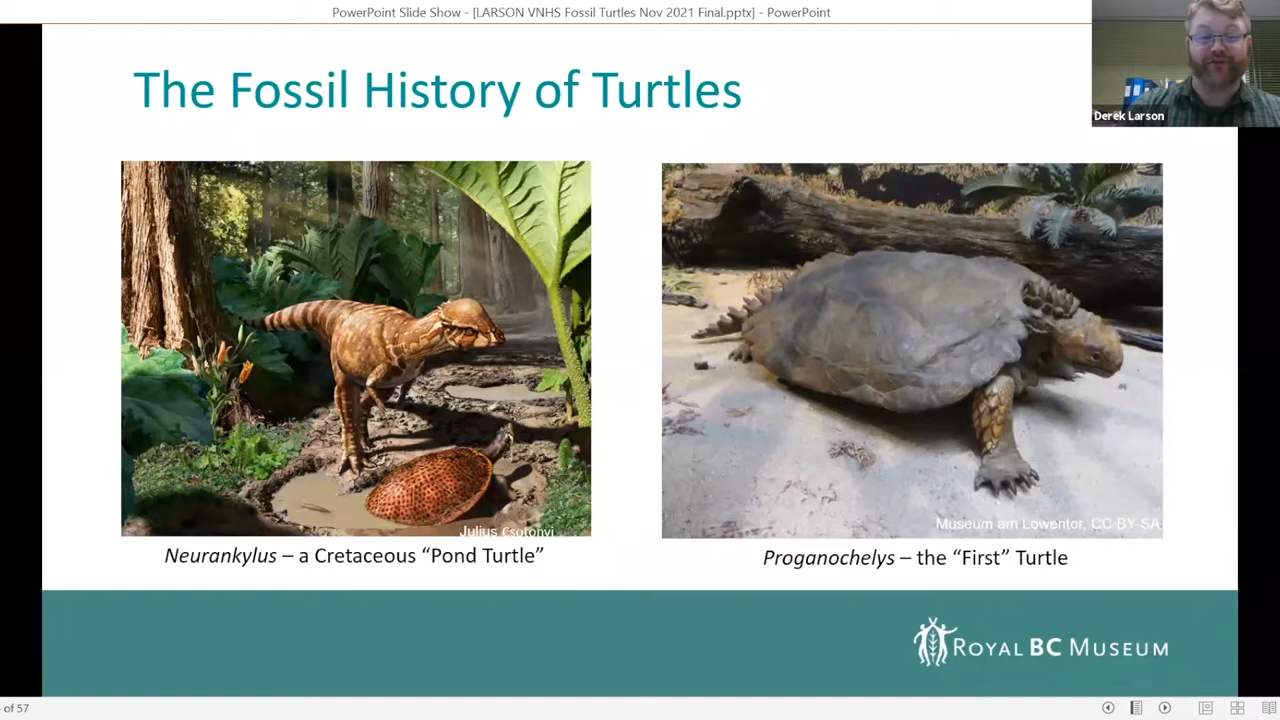 PowerPoint Slide Show - [LARSON VNHS Fossil Turtles Nov 2021 Final.pptx] - PowerPoint
The Fossil History of Turtles
Derek Larson
Julius Csotonyi
Museum am Lowentor, CC-BY-SA
Neurankylus – a Cretaceous “Pond Turtle”
Proganochelys – the “First” Turtle
ROYAL BC MUSEUM
of 57